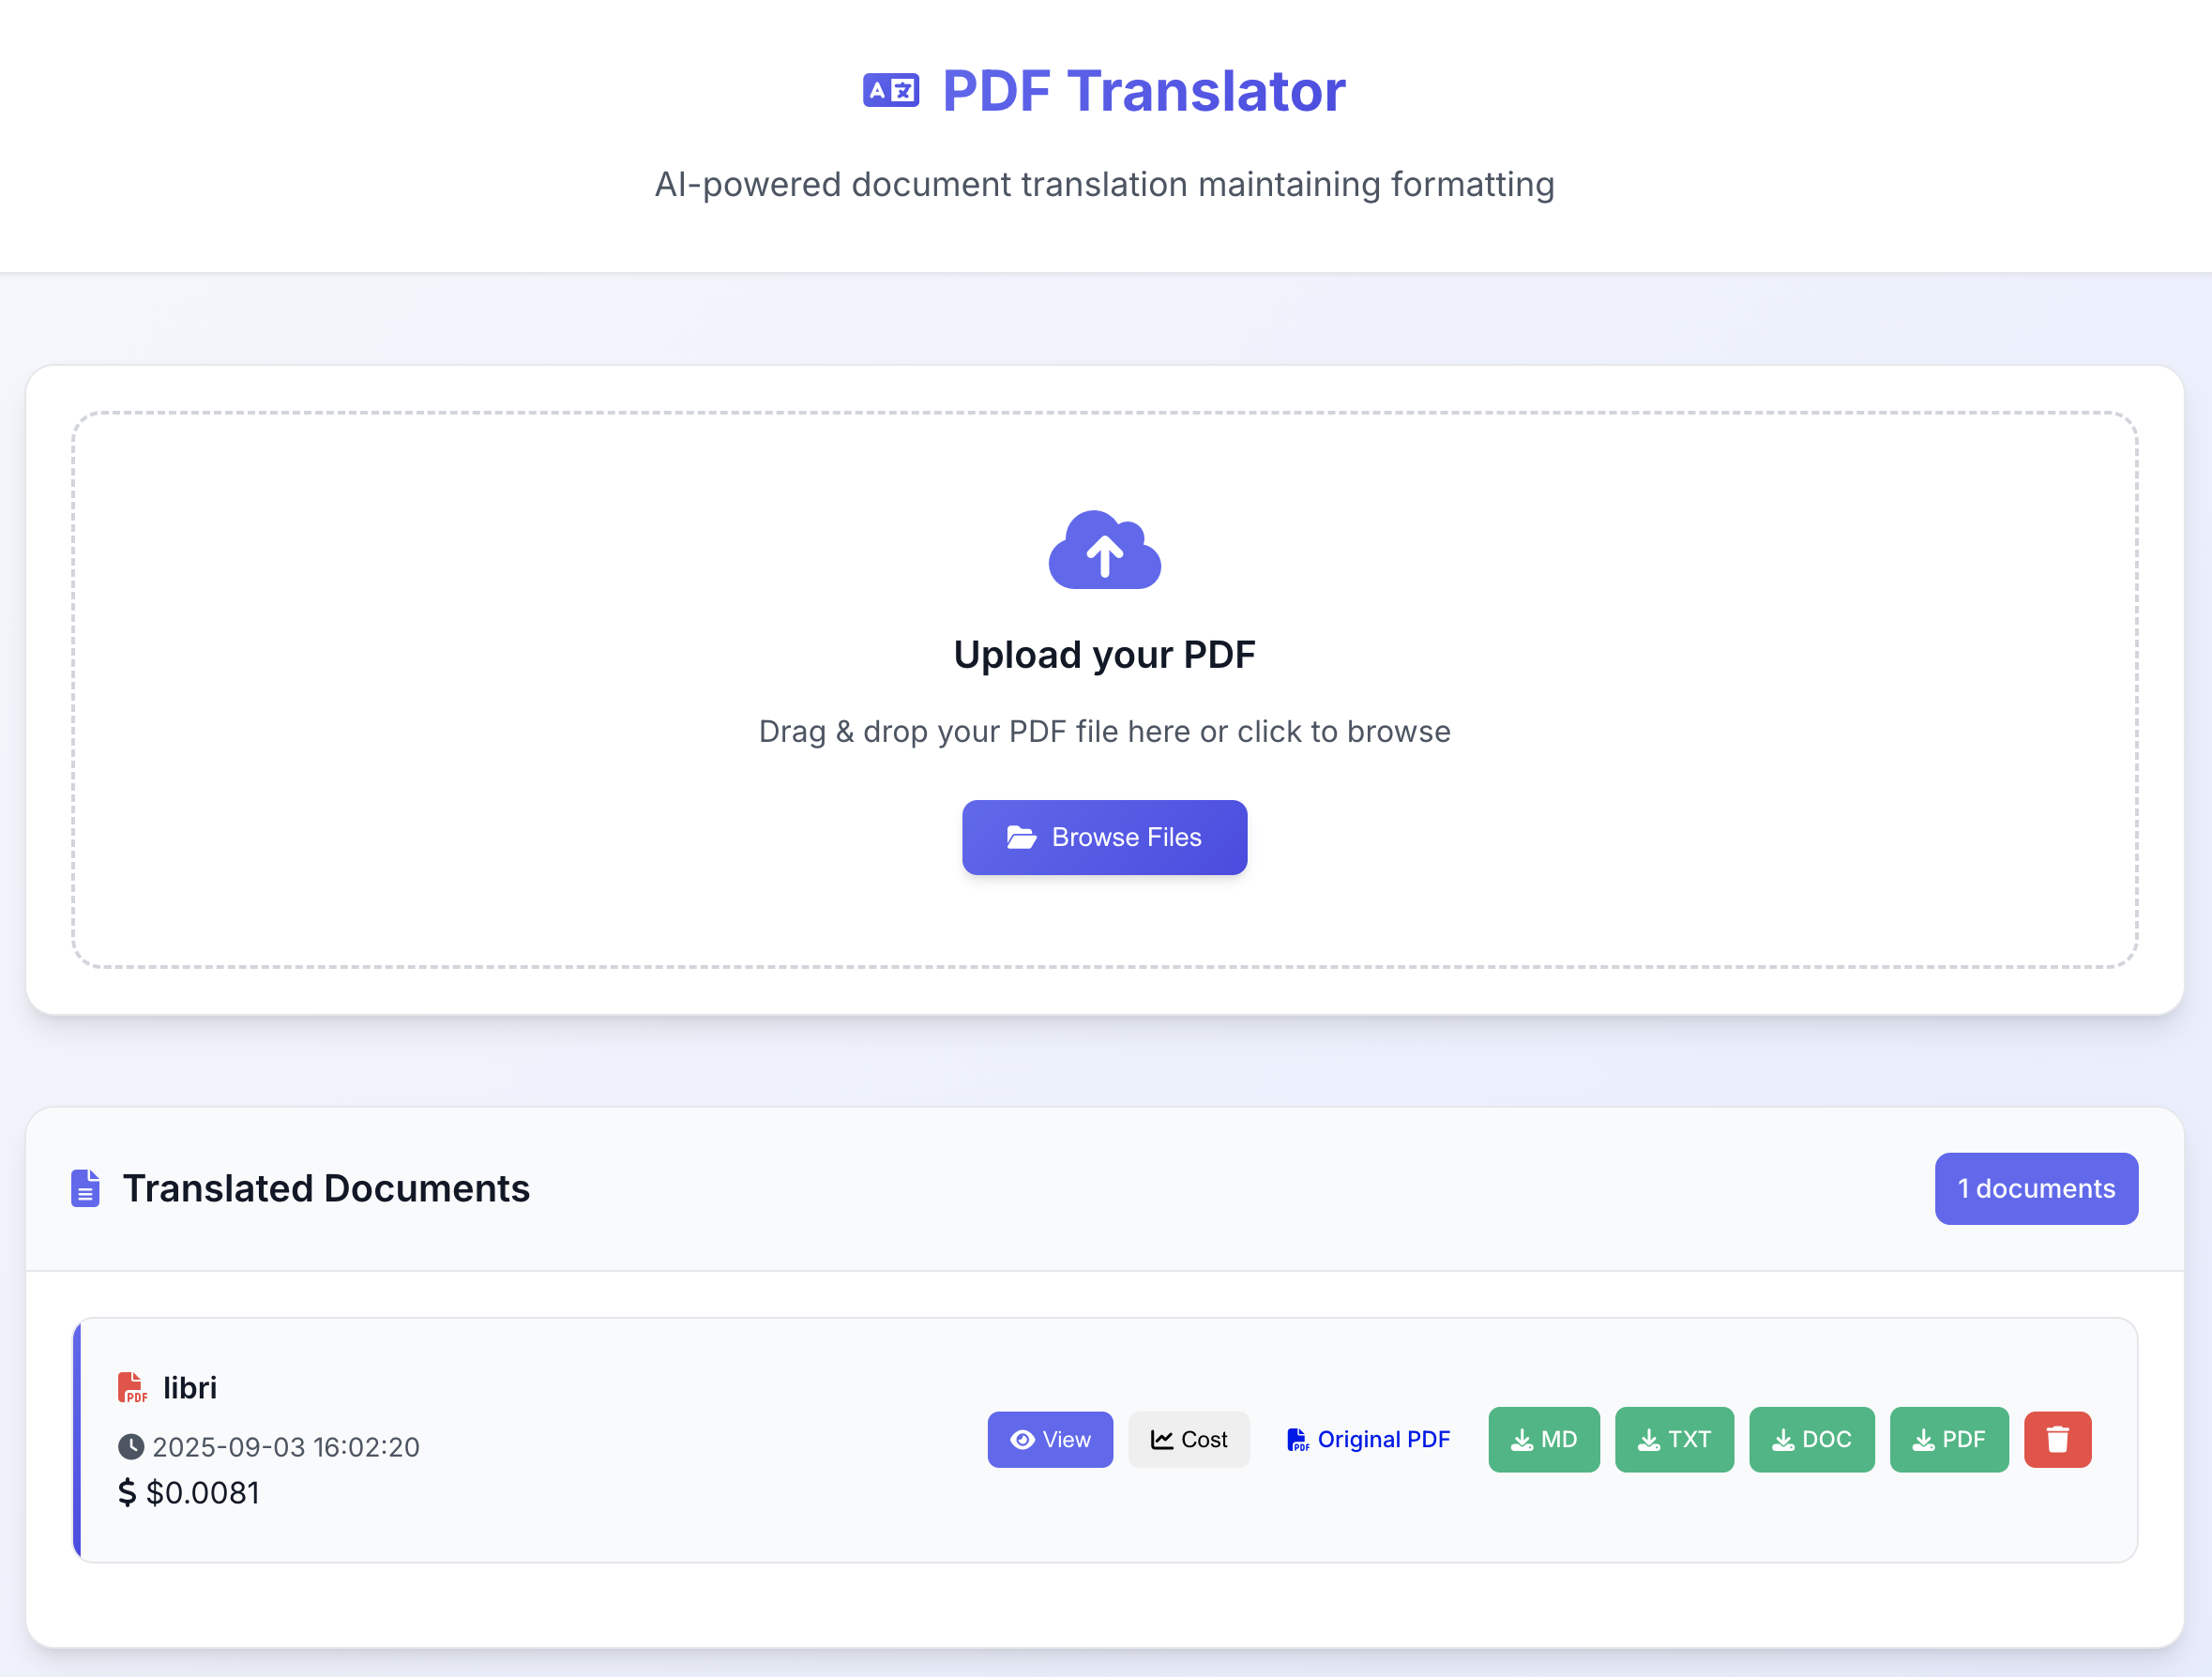 PDF Translator
AI-powered document translation maintaining formatting
Upload your PDF
Drag & drop your PDF file here or click to browse
Browse Files
Translated Documents
1 documents
PDF libri
2025-09-03 16:02:20
$ $0.0081
View
Cost
PDF Original PDF
MD
TXT
DOC
PDF